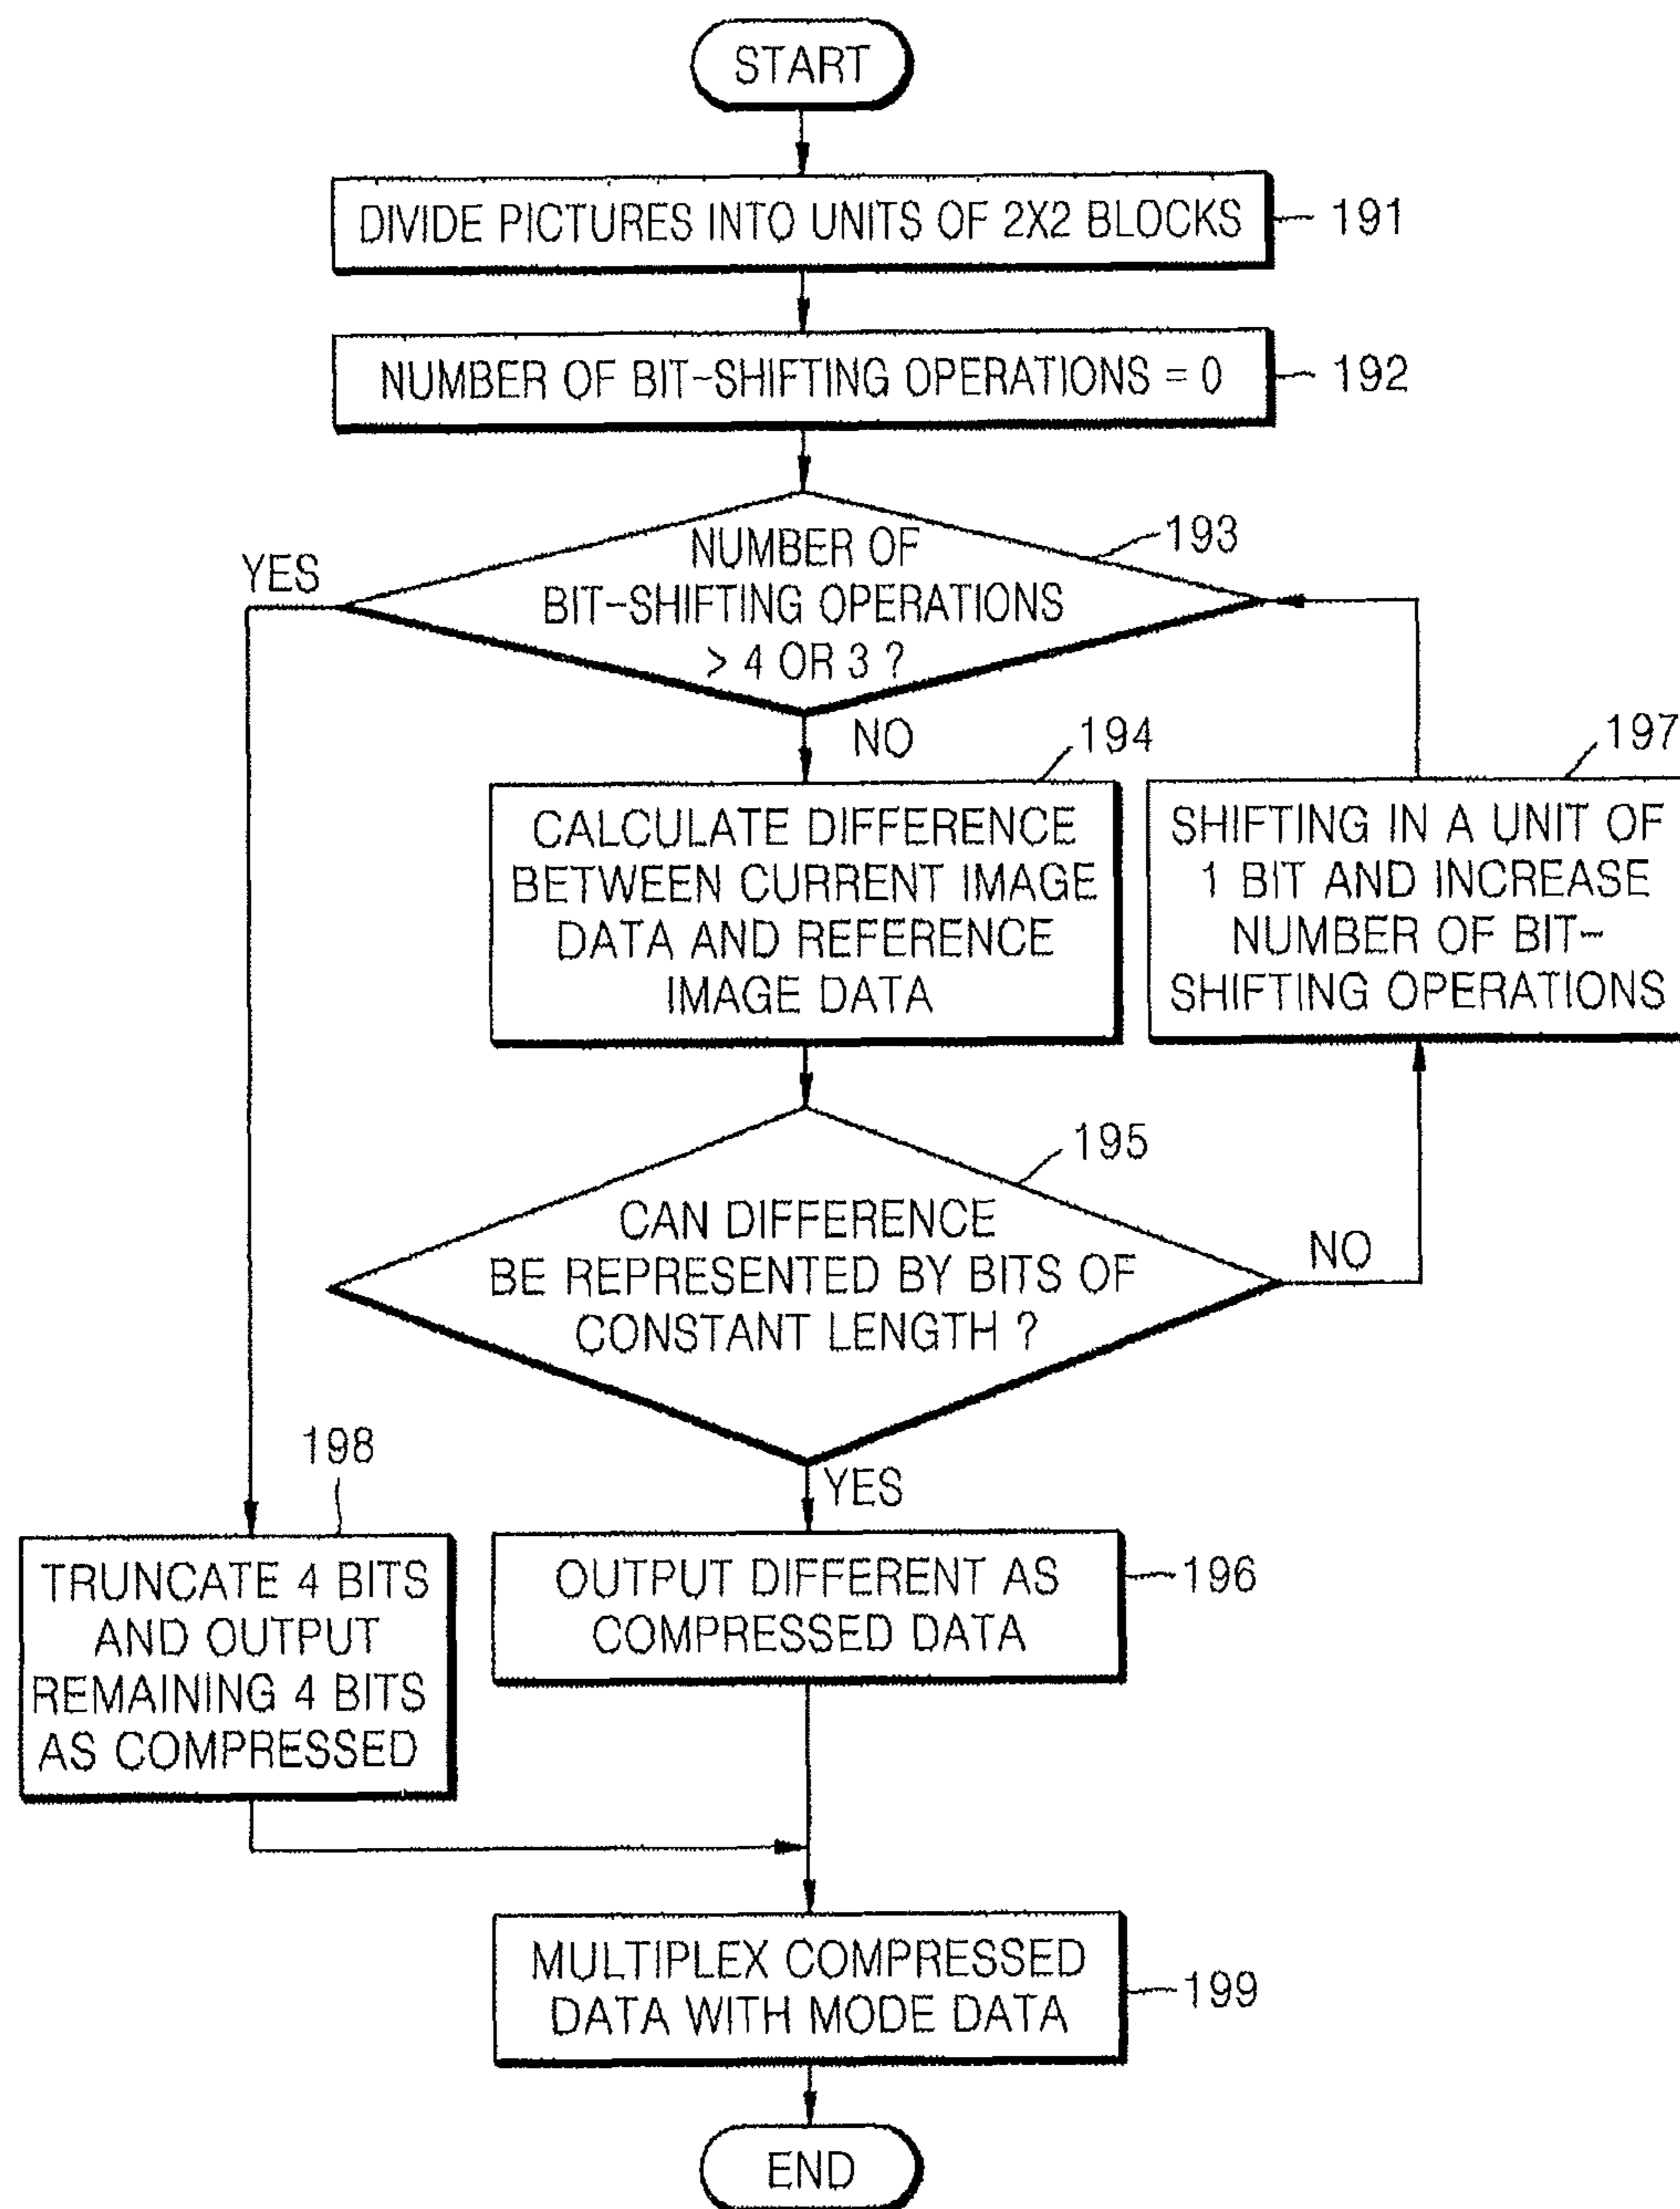 START
DIVIDE PICTURES INTO UNITS OF 2X2 BLOCKS
191
NUMBER OF BIT-SHIFTING OPERATIONS = 0
192
NUMBER OF
BIT-SHIFTING OPERATIONS
> 4 OR 3 ?
193
YES
NO
CALCULATE DIFFERENCE
BETWEEN CURRENT IMAGE
DATA AND REFERENCE
IMAGE DATA
194
SHIFTING IN A UNIT OF
1 BIT AND INCREASE
NUMBER OF BIT-
SHIFTING OPERATIONS
197
CAN DIFFERENCE
BE REPRESENTED BY BITS OF
CONSTANT LENGTH ?
195
NO
YES
198
TRUNCATE 4 BITS
AND OUTPUT
REMAINING 4 BITS
AS COMPRESSED
OUTPUT DIFFERENT AS
COMPRESSED DATA
196
MULTIPLEX COMPRESSED
DATA WITH MODE DATA
199
END